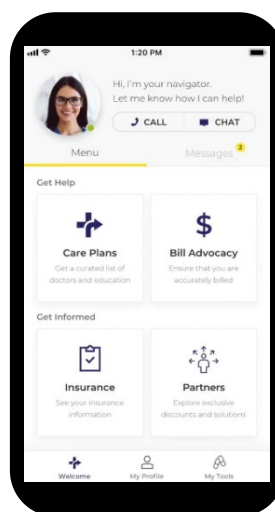 1:20 PM
Hi, I'm your navigator.
Let me know how I can help!
CALL
CHAT
Menu
Messages 2
Get Help
Care Plans
Get a curated list of
doctors and education
$
Bill Advocacy
Ensure that you are
accurately billed
Get Informed
Insurance
See your insurance
information
Partners
Explore exclusive
discounts and solutions
Welcome
My Profile
My Tools